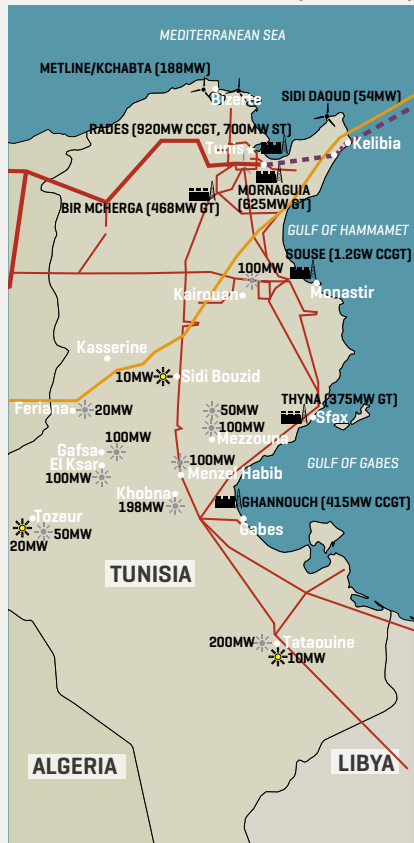 MEDITERRANEAN SEA
METLINE/KCHABTA (188MW)
Bizerte
SIDI DAOUD (54MW)
RADES (920MW CCGT, 700MW ST)
Tunis
Kelibia
MORNAGUIA
(625MW GT)
BIR MCHERGA (468MW GT)
GULF OF HAMMAMET
SOUSE (1.2GW CCGT)
100MW
Kairouan
Monastir
Kasserine
10MW
Sidi Bouzid
THYNA (375MW GT)
Feriana
20MW
50MW
100MW
Sfax
Mezzouna
100MW
Gafsa
El Ksar
100MW
100MW
Menzel Habib
GULF OF GABES
Khobna
198MW
GHANNOUCH (415MW CCGT)
Tozeur
50MW
20MW
Gabes
TUNISIA
200MW
Tataouine
10MW
ALGERIA
LIBYA